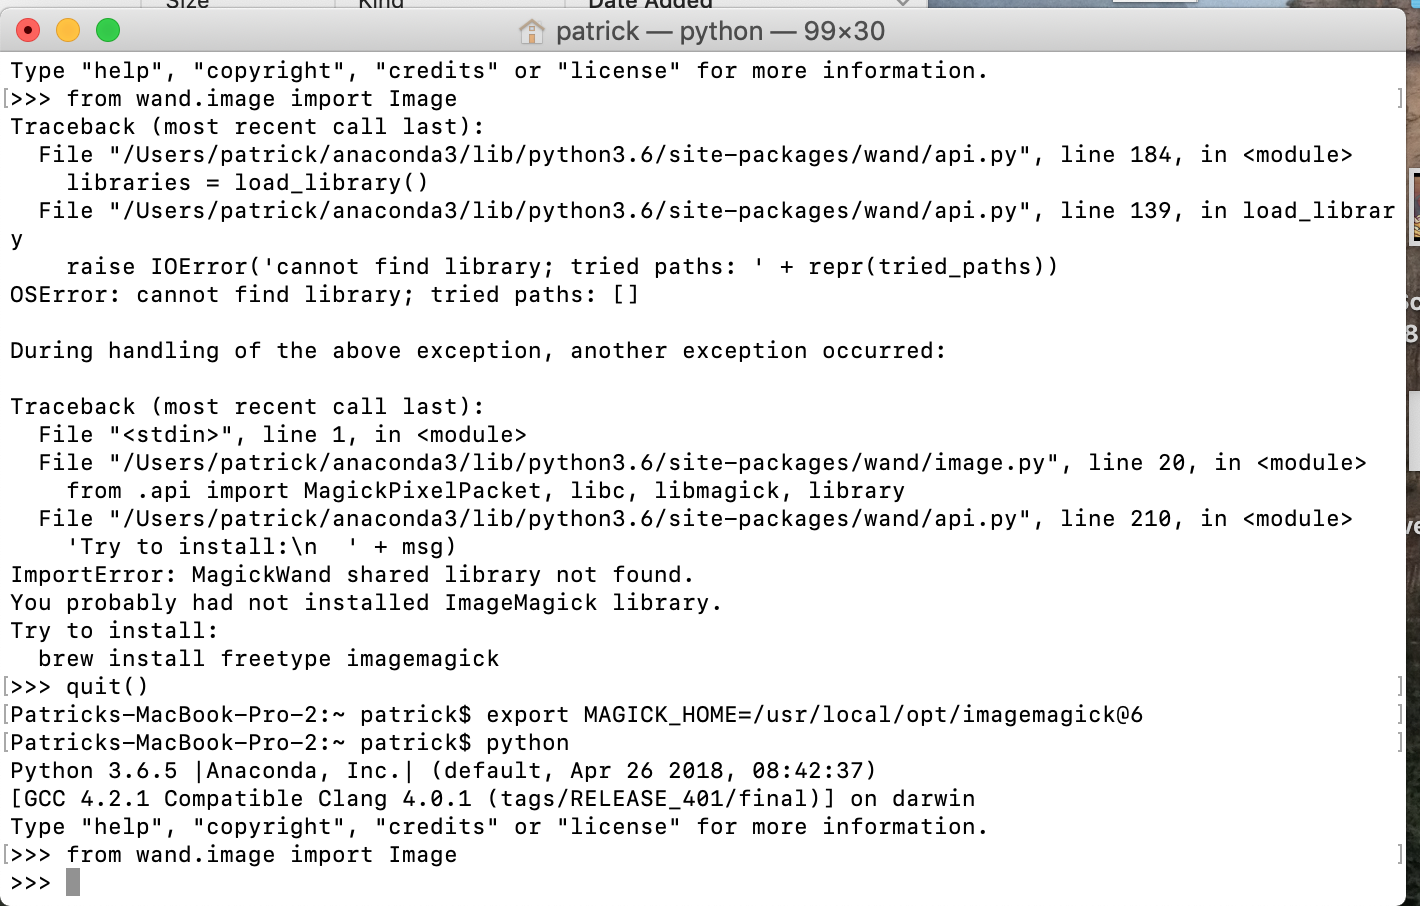 Size Kind Date Added
patrick — python — 99×30
Type "help", "copyright", "credits" or "license" for more information.
[>>> from wand.image import Image ]
Traceback (most recent call last):
  File "/Users/patrick/anaconda3/lib/python3.6/site-packages/wand/api.py", line 184, in <module>
    libraries = load_library()
  File "/Users/patrick/anaconda3/lib/python3.6/site-packages/wand/api.py", line 139, in load_librar
y
    raise IOError('cannot find library; tried paths: ' + repr(tried_paths))
OSError: cannot find library; tried paths: []

During handling of the above exception, another exception occurred:

Traceback (most recent call last):
  File "<stdin>", line 1, in <module>
  File "/Users/patrick/anaconda3/lib/python3.6/site-packages/wand/image.py", line 20, in <module>
    from .api import MagickPixelPacket, libc, libmagick, library
  File "/Users/patrick/anaconda3/lib/python3.6/site-packages/wand/api.py", line 210, in <module>
    'Try to install:\n  ' + msg)
ImportError: MagickWand shared library not found.
You probably had not installed ImageMagick library.
Try to install:
  brew install freetype imagemagick
[>>> quit() ]
[Patricks-MacBook-Pro-2:~ patrick$ export MAGICK_HOME=/usr/local/opt/imagemagick@6 ]
[Patricks-MacBook-Pro-2:~ patrick$ python ]
Python 3.6.5 |Anaconda, Inc.| (default, Apr 26 2018, 08:42:37)
[GCC 4.2.1 Compatible Clang 4.0.1 (tags/RELEASE_401/final)] on darwin
Type "help", "copyright", "credits" or "license" for more information.
[>>> from wand.image import Image ]
>>>